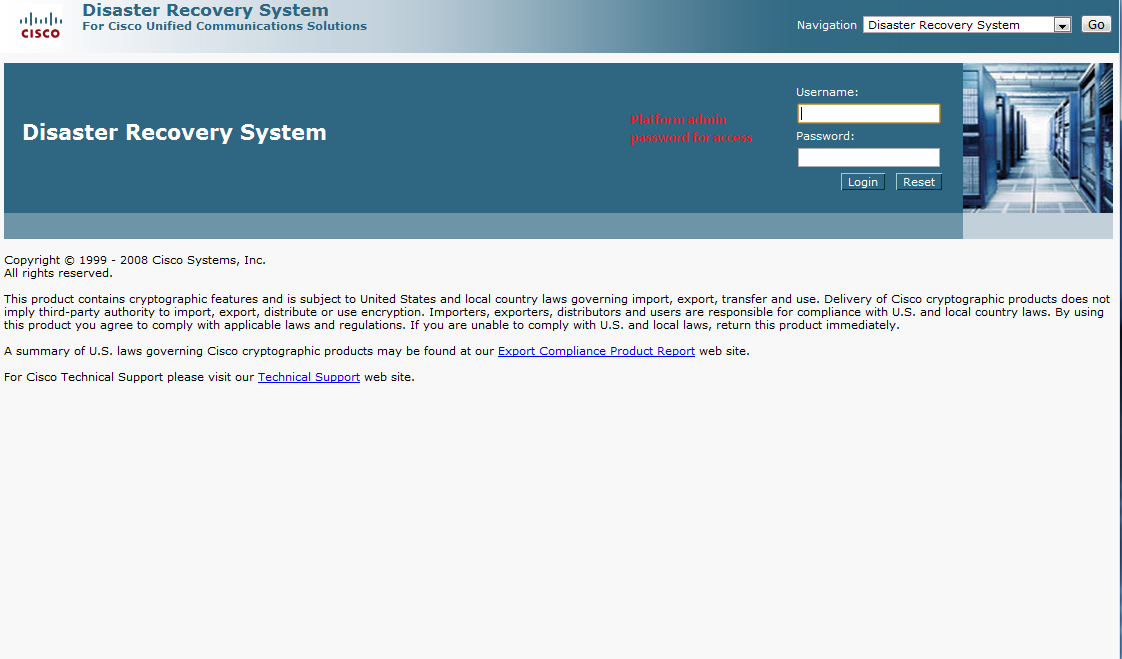 CISCO
Disaster Recovery System
For Cisco Unified Communications Solutions
Navigation Disaster Recovery System Go
Disaster Recovery System
Platform admin
password for access
Username:
Password:
Login Reset
Copyright © 1999 - 2008 Cisco Systems, Inc.
All rights reserved.
This product contains cryptographic features and is subject to United States and local country laws governing import, export, transfer and use. Delivery of Cisco cryptographic products does not
imply third-party authority to import, export, distribute or use encryption. Importers, exporters, distributors and users are responsible for compliance with U.S. and local country laws. By using
this product you agree to comply with applicable laws and regulations. If you are unable to comply with U.S. and local laws, return this product immediately.
A summary of U.S. laws governing Cisco cryptographic products may be found at our Export Compliance Product Report web site.
For Cisco Technical Support please visit our Technical Support web site.